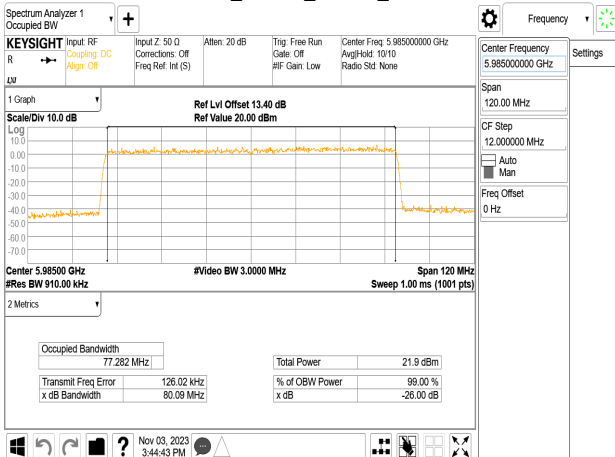 Spectrum Analyzer 1
Occupied BW
Frequency
KEYSIGHT
R
Input: RF
Coupling: DC
Align: Off
Input Z: 50 Ω
Corrections: Off
Freq Ref: Int (S)
Atten: 20 dB
Trig: Free Run
Gate: Off
#IF Gain: Low
Center Freq: 5.985000000 GHz
Avg|Hold: 10/10
Radio Std: None
Center Frequency
5.985000000 GHz
Settings
Span
120.00 MHz
CF Step
12.000000 MHz
Auto
Man
Freq Offset
0 Hz
1 Graph
Scale/Div 10.0 dB
Ref Lvl Offset 13.40 dB
Ref Value 20.00 dBm
Log
10.0
0.00
-10.0
-20.0
-30.0
-40.0
-50.0
-60.0
-70.0
Center 5.98500 GHz
#Video BW 3.0000 MHz
Span 120 MHz
#Res BW 910.00 kHz
Sweep 1.00 ms (1001 pts)
2 Metrics
Occupied Bandwidth
77.282 MHz
Total Power 21.9 dBm
Transmit Freq Error 126.02 kHz
% of OBW Power 99.00 %
x dB Bandwidth 80.09 MHz
x dB -26.00 dB
Nov 03, 2023
3:44:43 PM